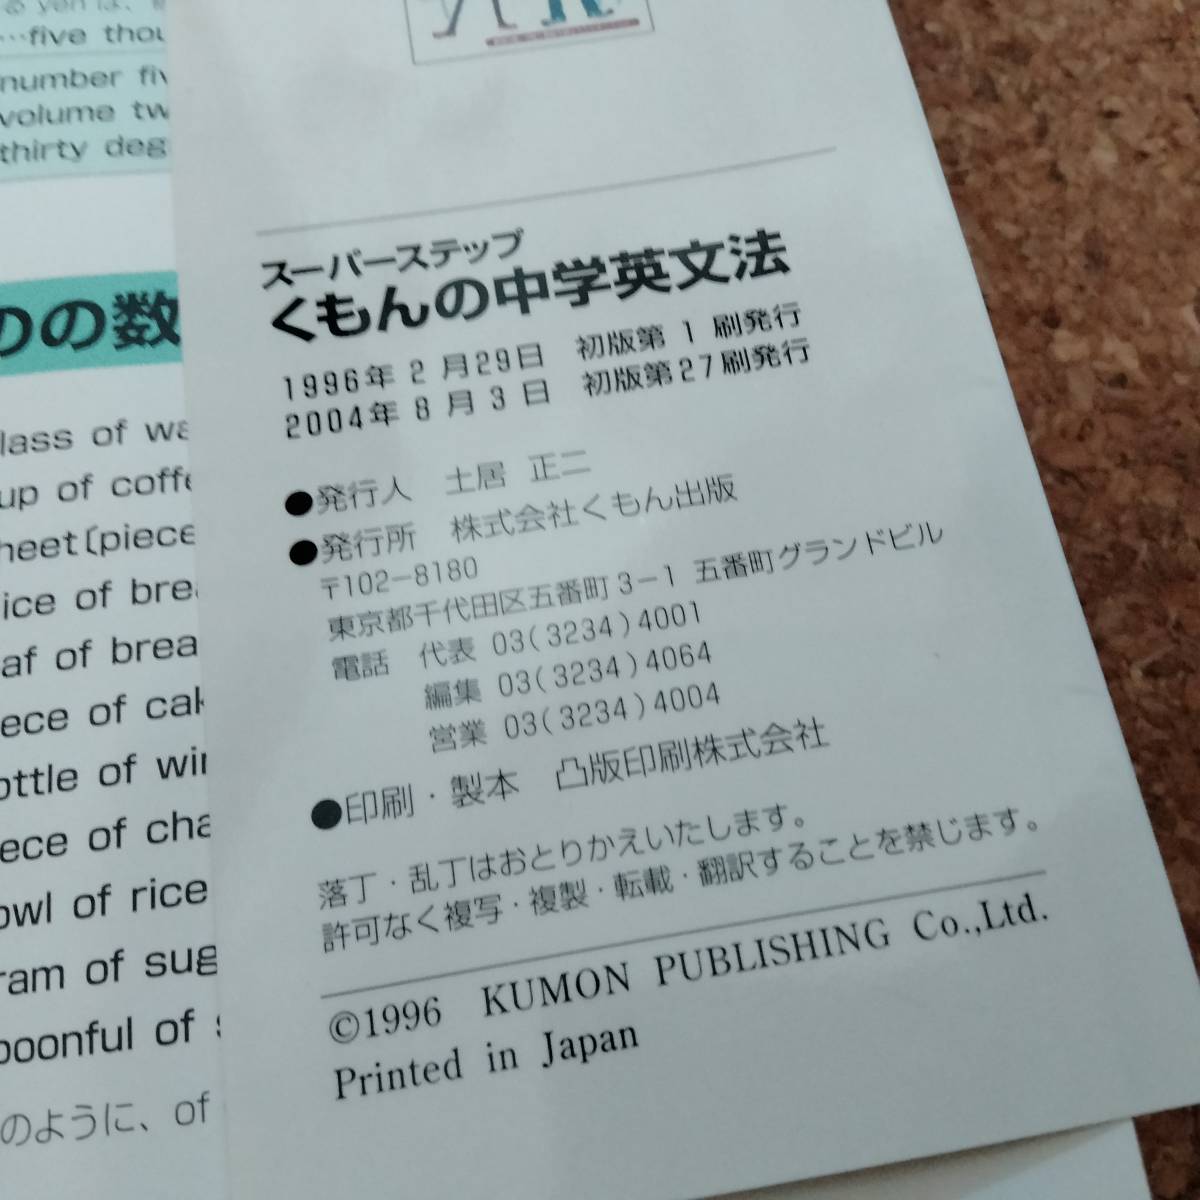 …five thou
number fiv
volume tw
thirty deg
のの数
lass of wa
up of coffe
heet〔piece
ice of brea
af of brea
ece of cak
ottle of win
ece of cha
owl of rice
ram of sug
poonful of s
のように、of
スーパーステップ
くもんの中学英文法
1996年 2 月29日 初版第 1 刷発行
2004年 8 月 3 日 初版第27刷発行
●発行人 土居 正二
●発行所 株式会社くもん出版
〒102-8180
東京都千代田区五番町3-1 五番町グランドビル
電話 代表 03(3234)4001
編集 03(3234)4064
営業 03(3234)4004
●印刷・製本 凸版印刷株式会社
落丁・乱丁はおとりかえいたします。
許可なく複写・複製・転載・翻訳することを禁じます。
©1996 KUMON PUBLISHING Co.,Ltd.
Printed in Japan